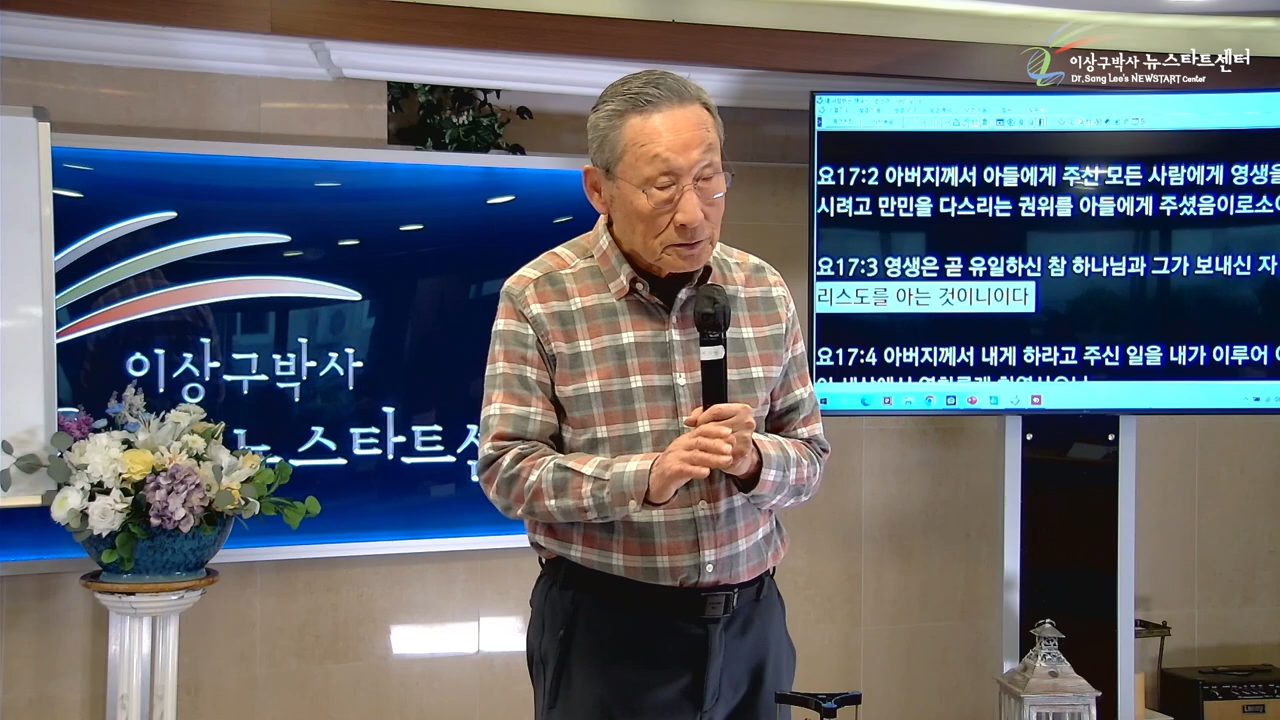 이상구박사 뉴스타트센터
Dr. Sang Lee's NEWSTART Center
요17:2 아버지께서 아들에게 주신 모든 사람에게 영생을
시려고 만민을 다스리는 권위를 아들에게 주셨음이로소이
요17:3 영생은 곧 유일하신 참 하나님과 그가 보내신 자
리스도를 아는 것이니이다
요17:4 아버지께서 내게 하라고 주신 일을 내가 이루어
이상구박사
뉴스타트센
Laney